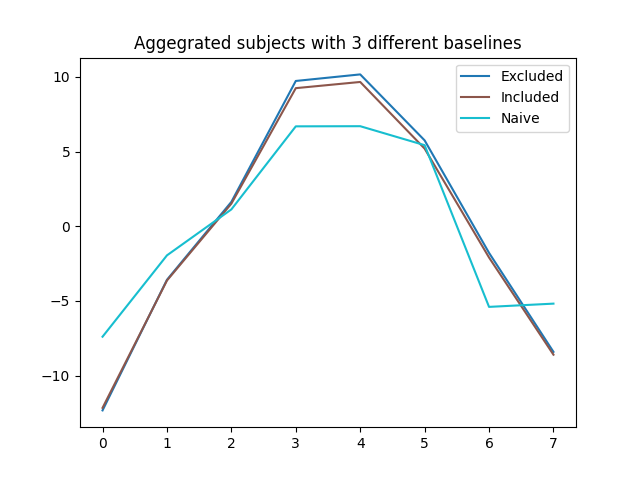 Aggegrated subjects with 3 different baselines
Excluded
Included
Naive
10
5
0
−5
−10
0 1 2 3 4 5 6 7